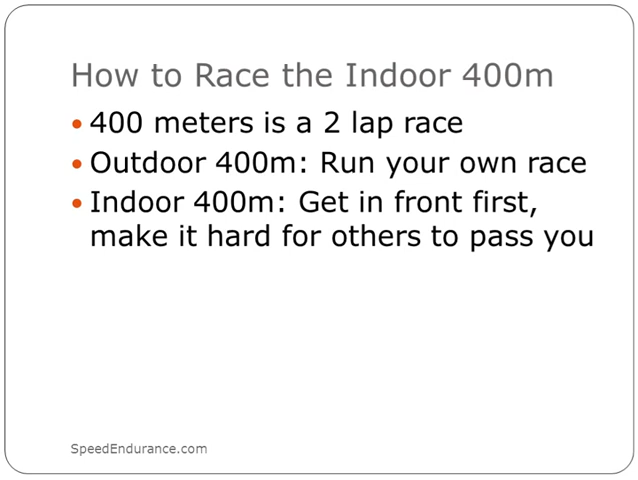 How to Race the Indoor 400m
• 400 meters is a 2 lap race
• Outdoor 400m: Run your own race
• Indoor 400m: Get in front first,
make it hard for others to pass you
SpeedEndurance.com